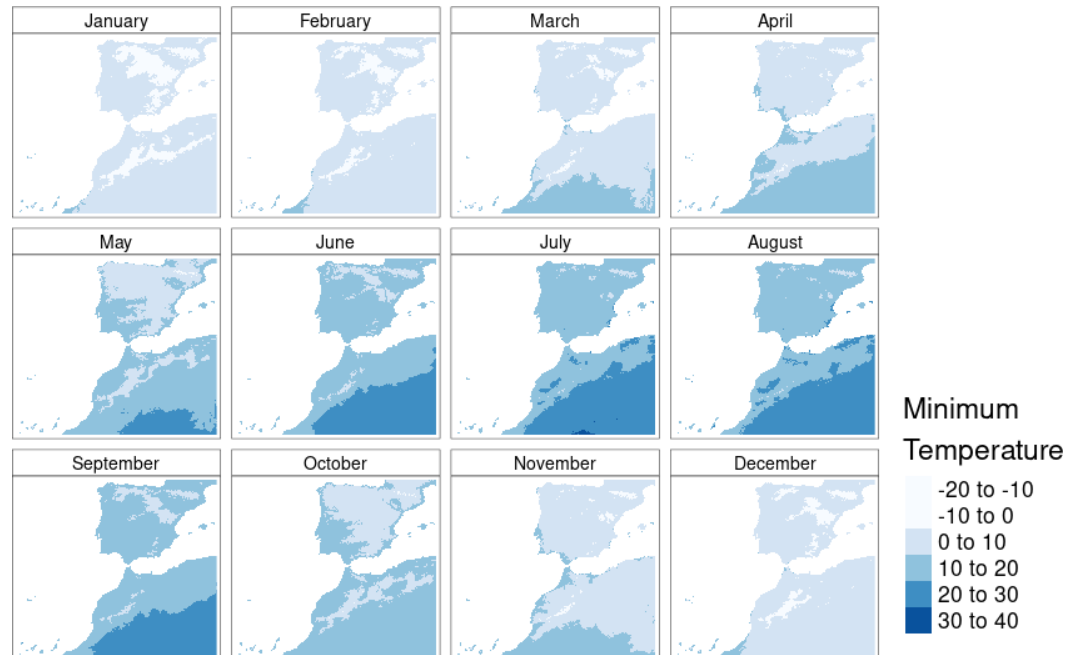 January
February
March
April
May
June
July
August
September
October
November
December
Minimum
Temperature
-20 to -10
-10 to 0
0 to 10
10 to 20
20 to 30
30 to 40